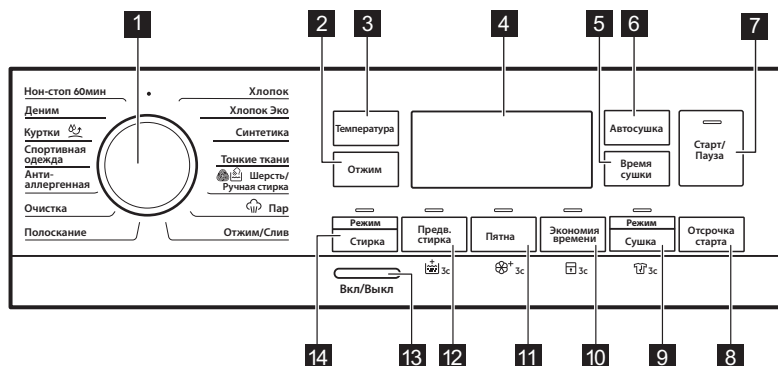 1
2
3
4
5
6
7
Нон-стоп 60мин
Деним
Куртки
Спортивная
одежда
Анти-
аллергенная
Очистка
Полоскание
Хлопок
Хлопок Эко
Синтетика
Тонкие ткани
Шерсть/
Ручная стирка
Пар
Отжим/Слив
Температура
Отжим
Автосушка
Время
сушки
Старт/
Пауза
Режим
Стирка
Предв.
стирка
Пятна
Экономия
времени
Режим
Сушка
Отсрочка
старта
3с
+ 3с
3с
3с
Вкл/Выкл
14
13
12
11
10
9
8